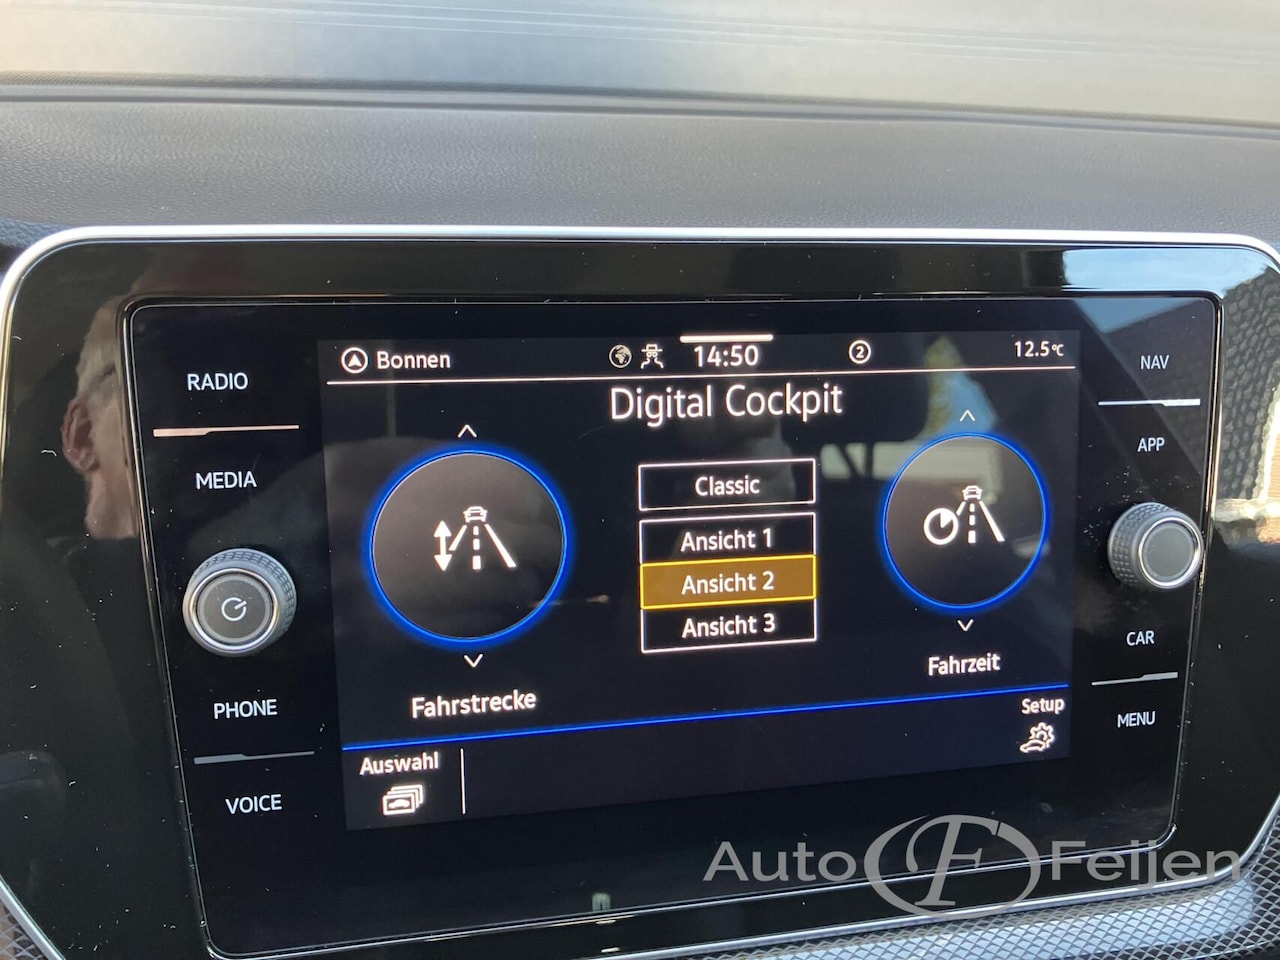 Bonnen
14:50
2
12.5°C
Digital Cockpit
RADIO
MEDIA
PHONE
VOICE
Classic
Ansicht 1
Ansicht 2
Ansicht 3
Fahrstrecke
Fahrzeit
Auswahl
Setup
NAV
APP
CAR
MENU
Auto F Feijen